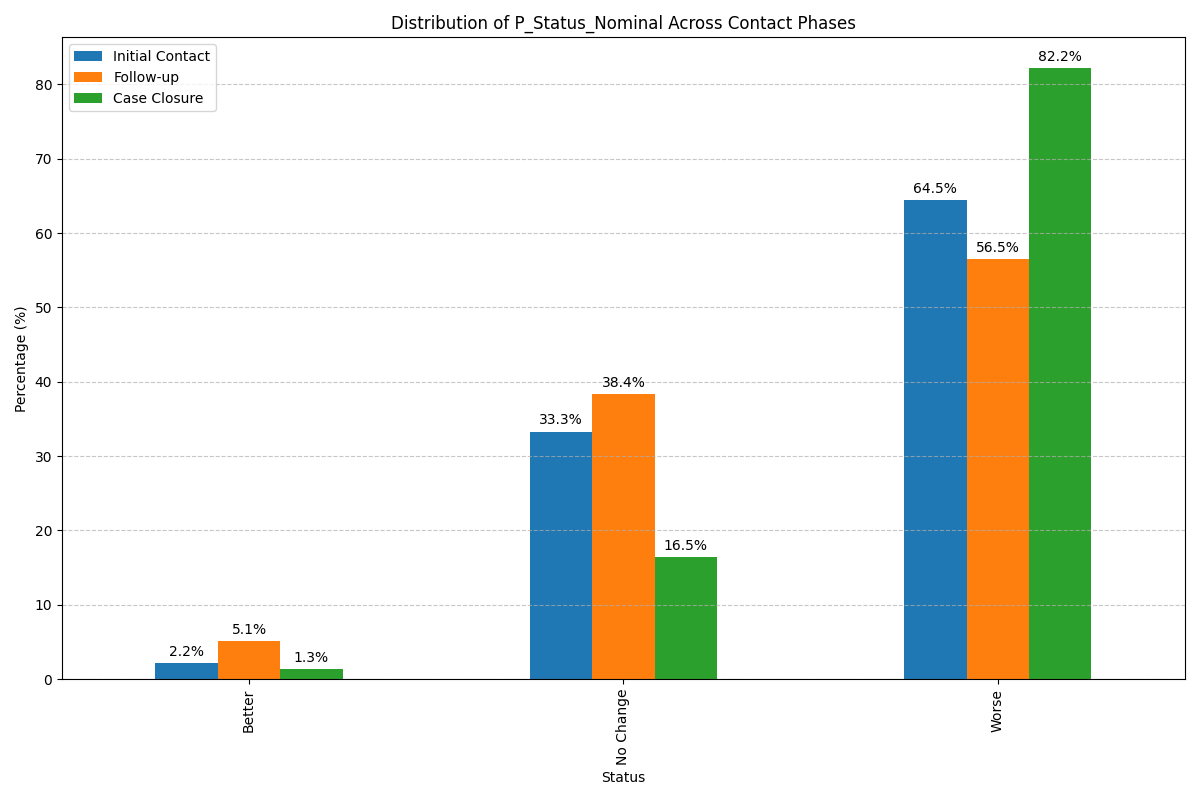 Distribution of P_Status_Nominal Across Contact Phases
Initial Contact
Follow-up
Case Closure
Percentage (%)
80
70
60
50
40
30
20
10
0
2.2%
5.1%
1.3%
33.3%
38.4%
16.5%
64.5%
56.5%
82.2%
Better
No Change
Worse
Status